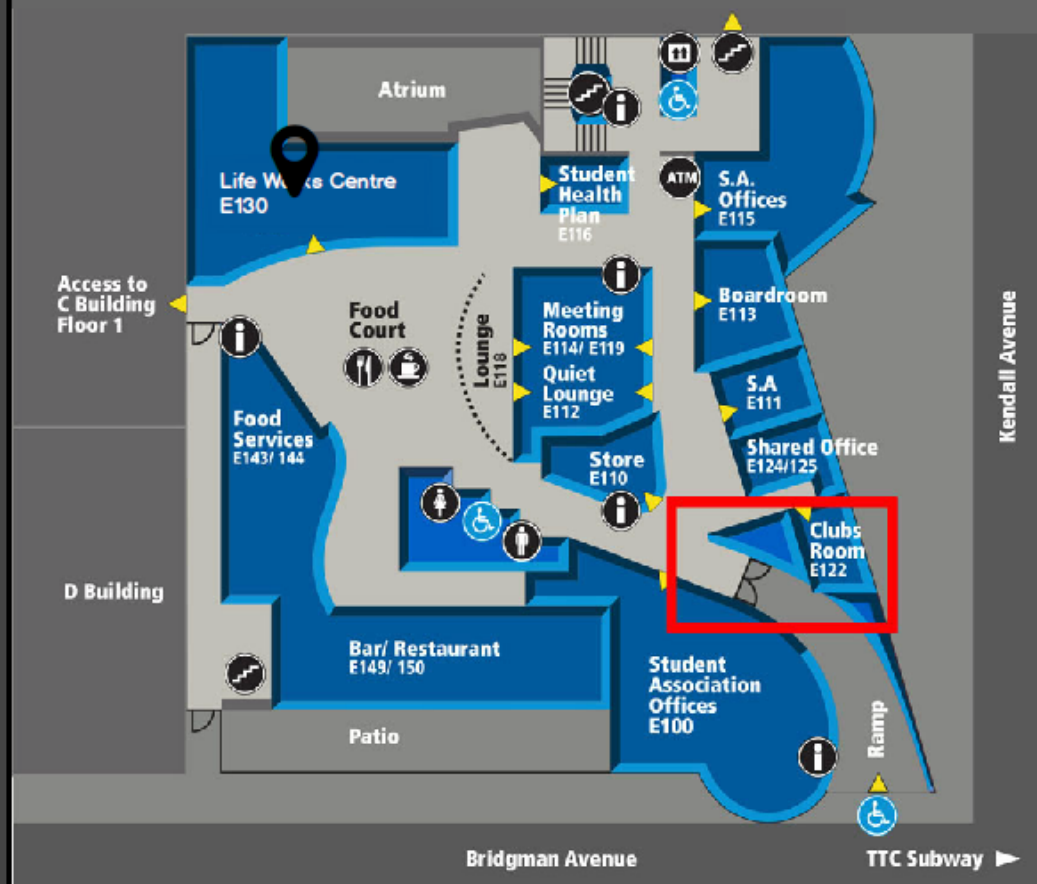 Atrium
Life Works Centre
E130
Student
Health
Plan
E116
ATM
S.A.
Offices
E115
Access to
C Building
Floor 1
Food
Court
Lounge
E118
Meeting
Rooms
E114/ E119
Quiet
Lounge
E112
Boardroom
E113
Kendall Avenue
S.A
E111
Food
Services
E143/ 144
Store
E110
Shared Office
E124/125
Clubs
Room
E122
D Building
Bar/ Restaurant
E149/ 150
Student
Association
Offices
E100
Patio
Ramp
Bridgman Avenue
TTC Subway